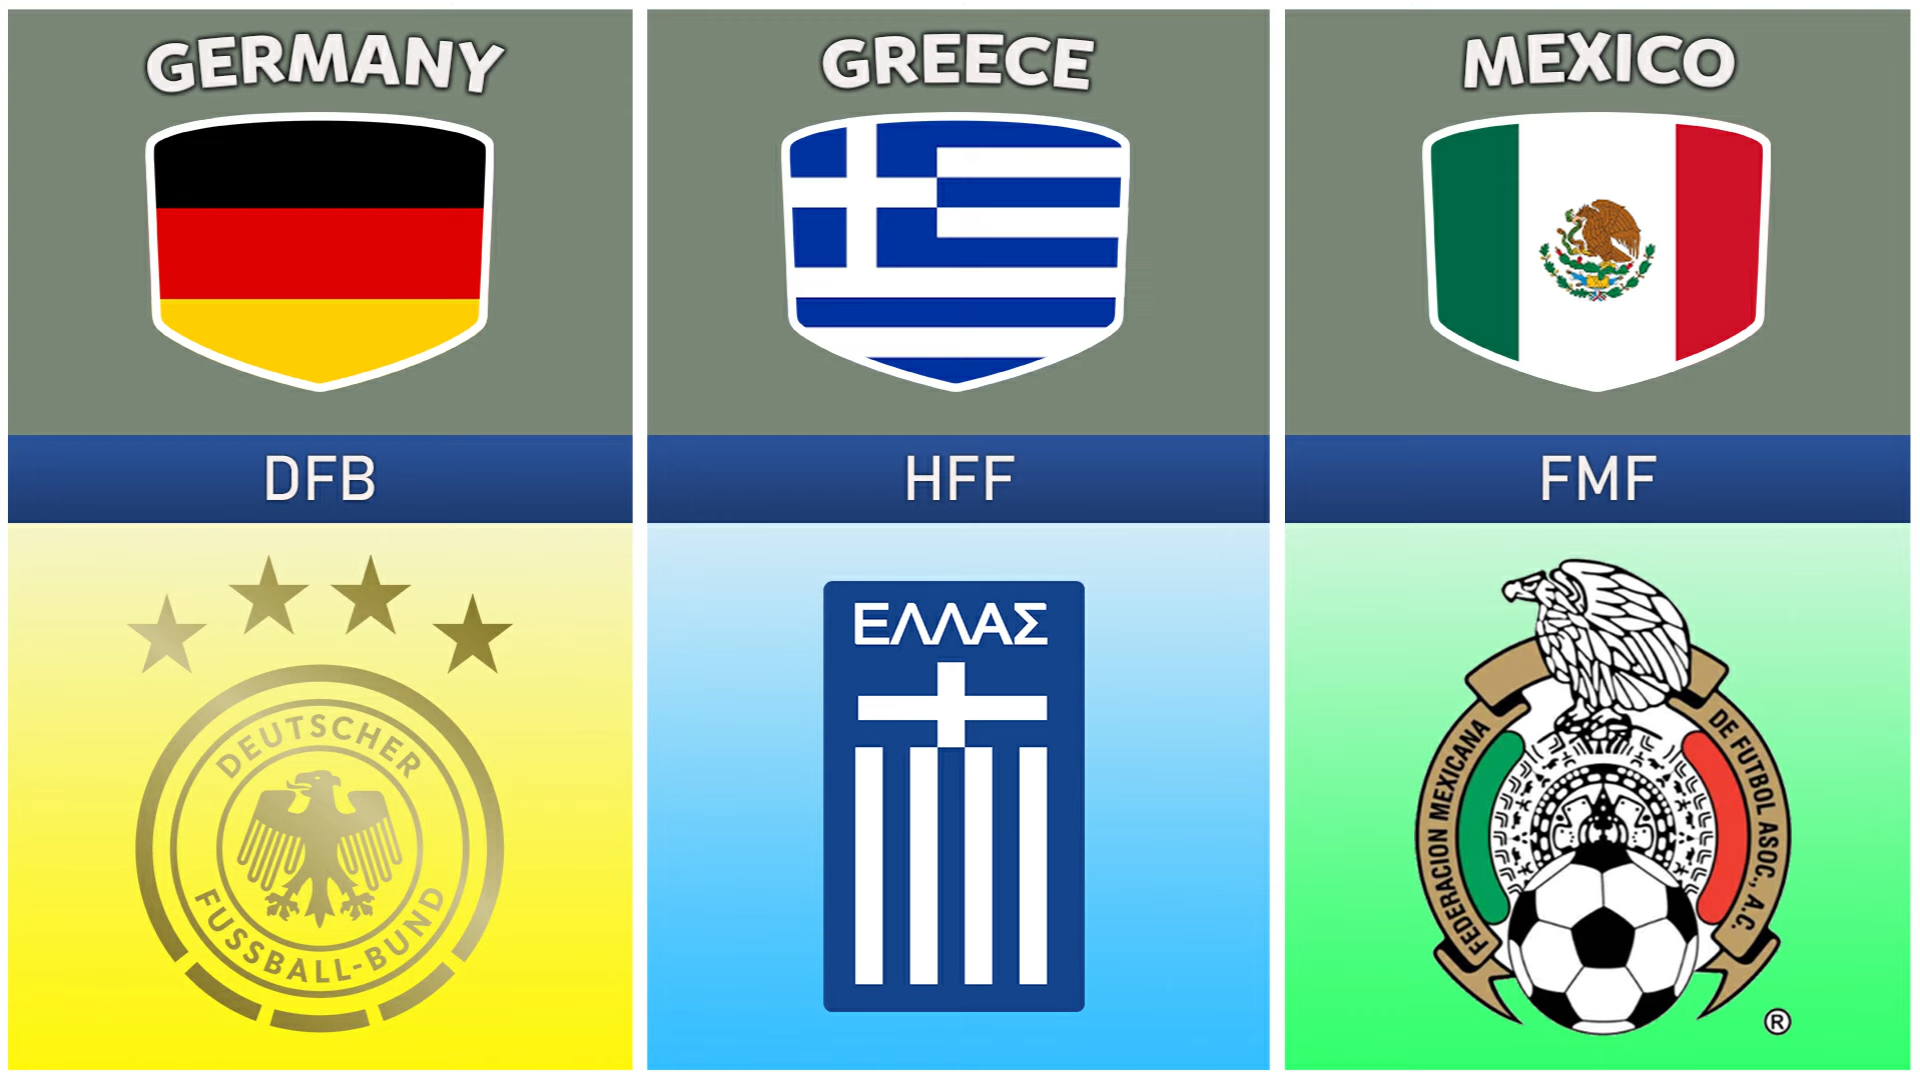 GERMANY
DFB
DEUTSCHER
FUSSBALL-BUND
GREECE
HFF
ΕΛΛΑΣ
MEXICO
FMF
FEDERACION MEXICANA
DE FUTBOL ASOC., A.C.
®